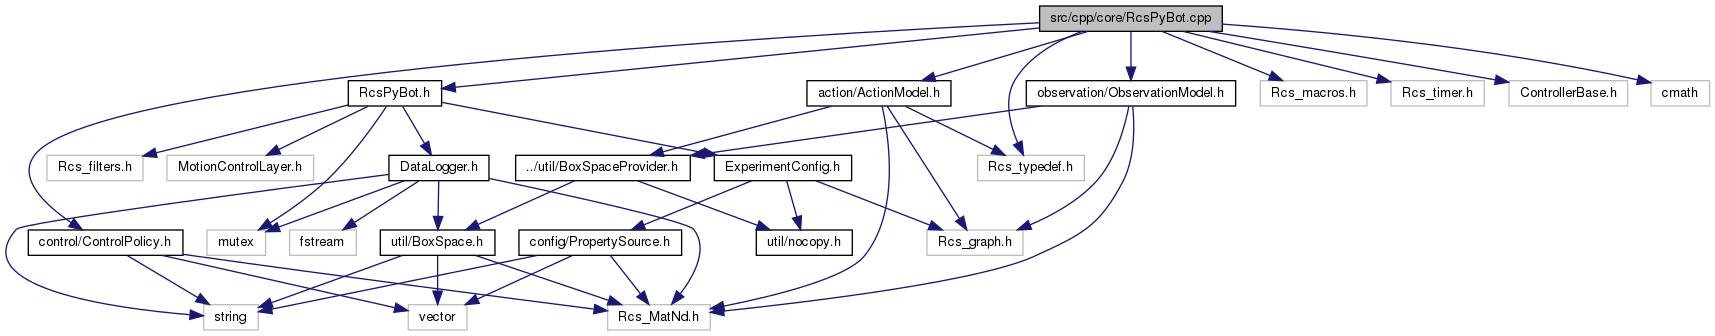 src/cpp/core/RcsPyBot.cpp
RcsPyBot.h
action/ActionModel.h
observation/ObservationModel.h
Rcs_macros.h
Rcs_timer.h
ControllerBase.h
cmath
Rcs_filters.h
MotionControlLayer.h
DataLogger.h
../util/BoxSpaceProvider.h
ExperimentConfig.h
Rcs_typedef.h
control/ControlPolicy.h
mutex
fstream
util/BoxSpace.h
config/PropertySource.h
util/nocopy.h
Rcs_graph.h
string
vector
Rcs_MatNd.h